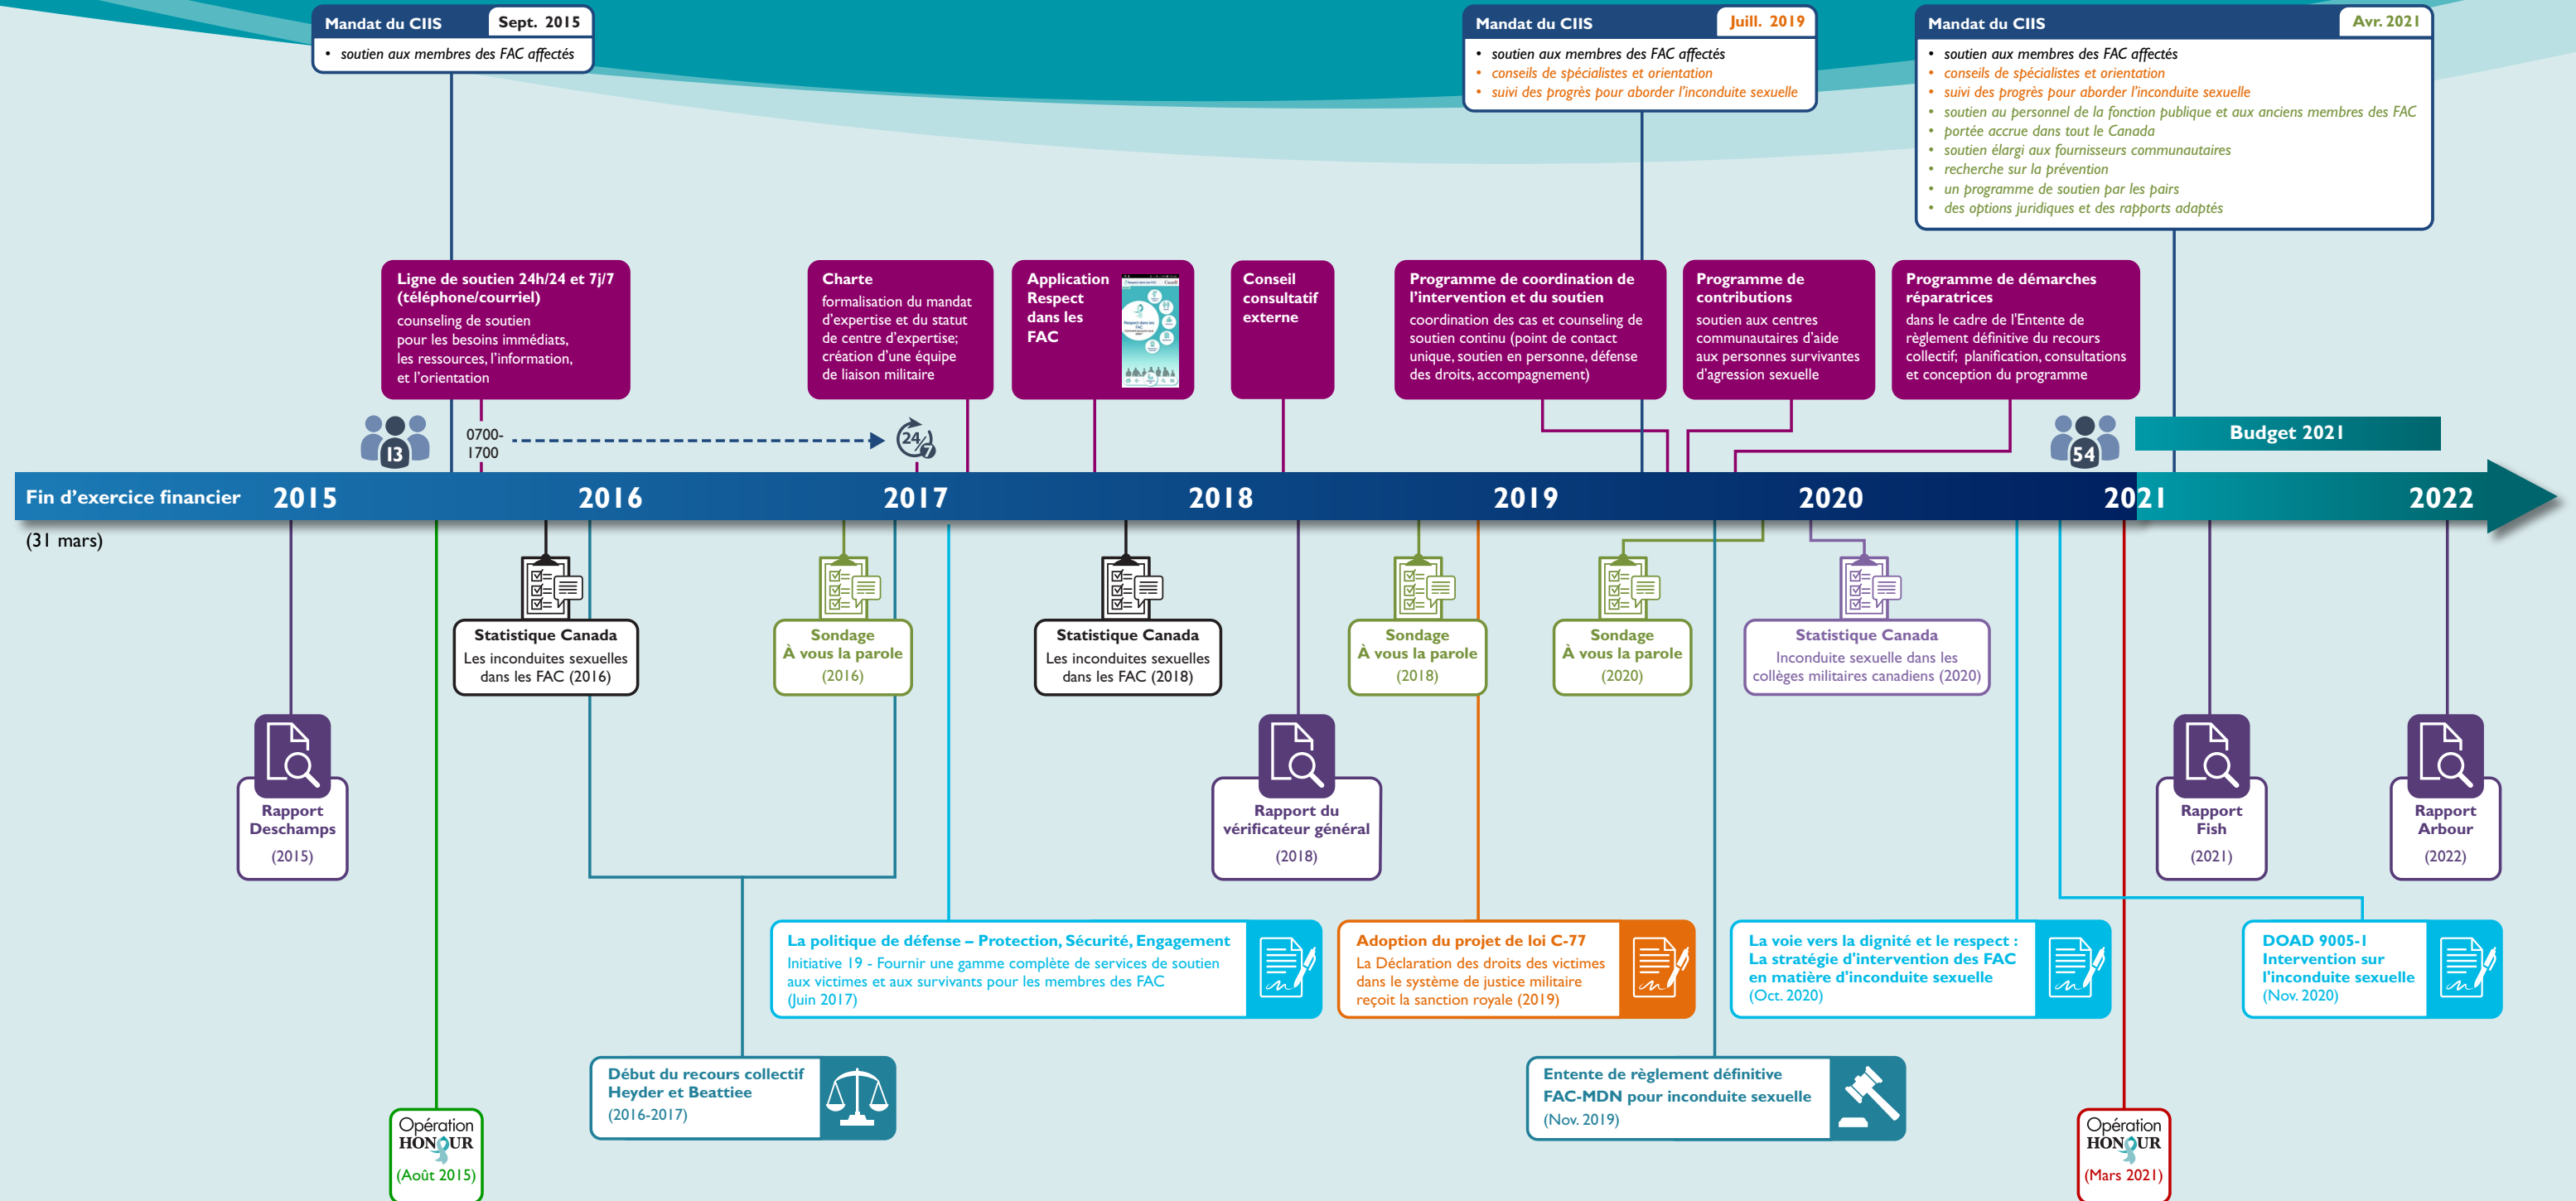 Mandat du CIIS
Sept. 2015
• soutien aux membres des FAC affectés
Mandat du CIIS
Juill. 2019
• soutien aux membres des FAC affectés
• conseils de spécialistes et orientation
• suivi des progrès pour aborder l'inconduite sexuelle
Mandat du CIIS
Avr. 2021
• soutien aux membres des FAC affectés
• conseils de spécialistes et orientation
• suivi des progrès pour aborder l'inconduite sexuelle
• soutien au personnel de la fonction publique et aux anciens membres des FAC
• portée accrue dans tout le Canada
• soutien élargi aux fournisseurs communautaires
• recherche sur la prévention
• un programme de soutien par les pairs
• des options juridiques et des rapports adaptés
Ligne de soutien 24h/24 et 7j/7
(téléphone/courriel)
counseling de soutien
pour les besoins immédiats,
les ressources, l'information,
et l'orientation
Charte
formalisation du mandat
d'expertise et du statut
de centre d'expertise;
création d'une équipe
de liaison militaire
Application
Respect
dans les
FAC
Conseil
consultatif
externe
Programme de coordination de
l'intervention et du soutien
coordination des cas et counseling de
soutien continu (point de contact
unique, soutien en personne, défense
des droits, accompagnement)
Programme de
contributions
soutien aux centres
communautaires d'aide
aux personnes survivantes
d'agression sexuelle
Programme de démarches
réparatrices
dans le cadre de l'Entente de
règlement définitive du recours
collectif; planification, consultations
et conception du programme
13
0700-
1700
24/7
54
Budget 2021
Fin d'exercice financier
2015
2016
2017
2018
2019
2020
2021
2022
(31 mars)
Statistique Canada
Les inconduites sexuelles
dans les FAC (2016)
Sondage
À vous la parole
(2016)
Statistique Canada
Les inconduites sexuelles
dans les FAC (2018)
Sondage
À vous la parole
(2018)
Sondage
À vous la parole
(2020)
Statistique Canada
Inconduite sexuelle dans les
collèges militaires canadiens (2020)
Rapport
Deschamps
(2015)
Rapport du
vérificateur général
(2018)
Rapport
Fish
(2021)
Rapport
Arbour
(2022)
La politique de défense – Protection, Sécurité, Engagement
Initiative 19 - Fournir une gamme complète de services de soutien
aux victimes et aux survivants pour les membres des FAC
(Juin 2017)
Adoption du projet de loi C-77
La Déclaration des droits des victimes
dans le système de justice militaire
reçoit la sanction royale (2019)
La voie vers la dignité et le respect :
La stratégie d'intervention des FAC
en matière d'inconduite sexuelle
(Oct. 2020)
DOAD 9005-1
Intervention sur
l'inconduite sexuelle
(Nov. 2020)
Début du recours collectif
Heyder et Beattiee
(2016-2017)
Entente de règlement définitive
FAC-MDN pour inconduite sexuelle
(Nov. 2019)
Opération
HONOUR
(Août 2015)
Opération
HONOUR
(Mars 2021)